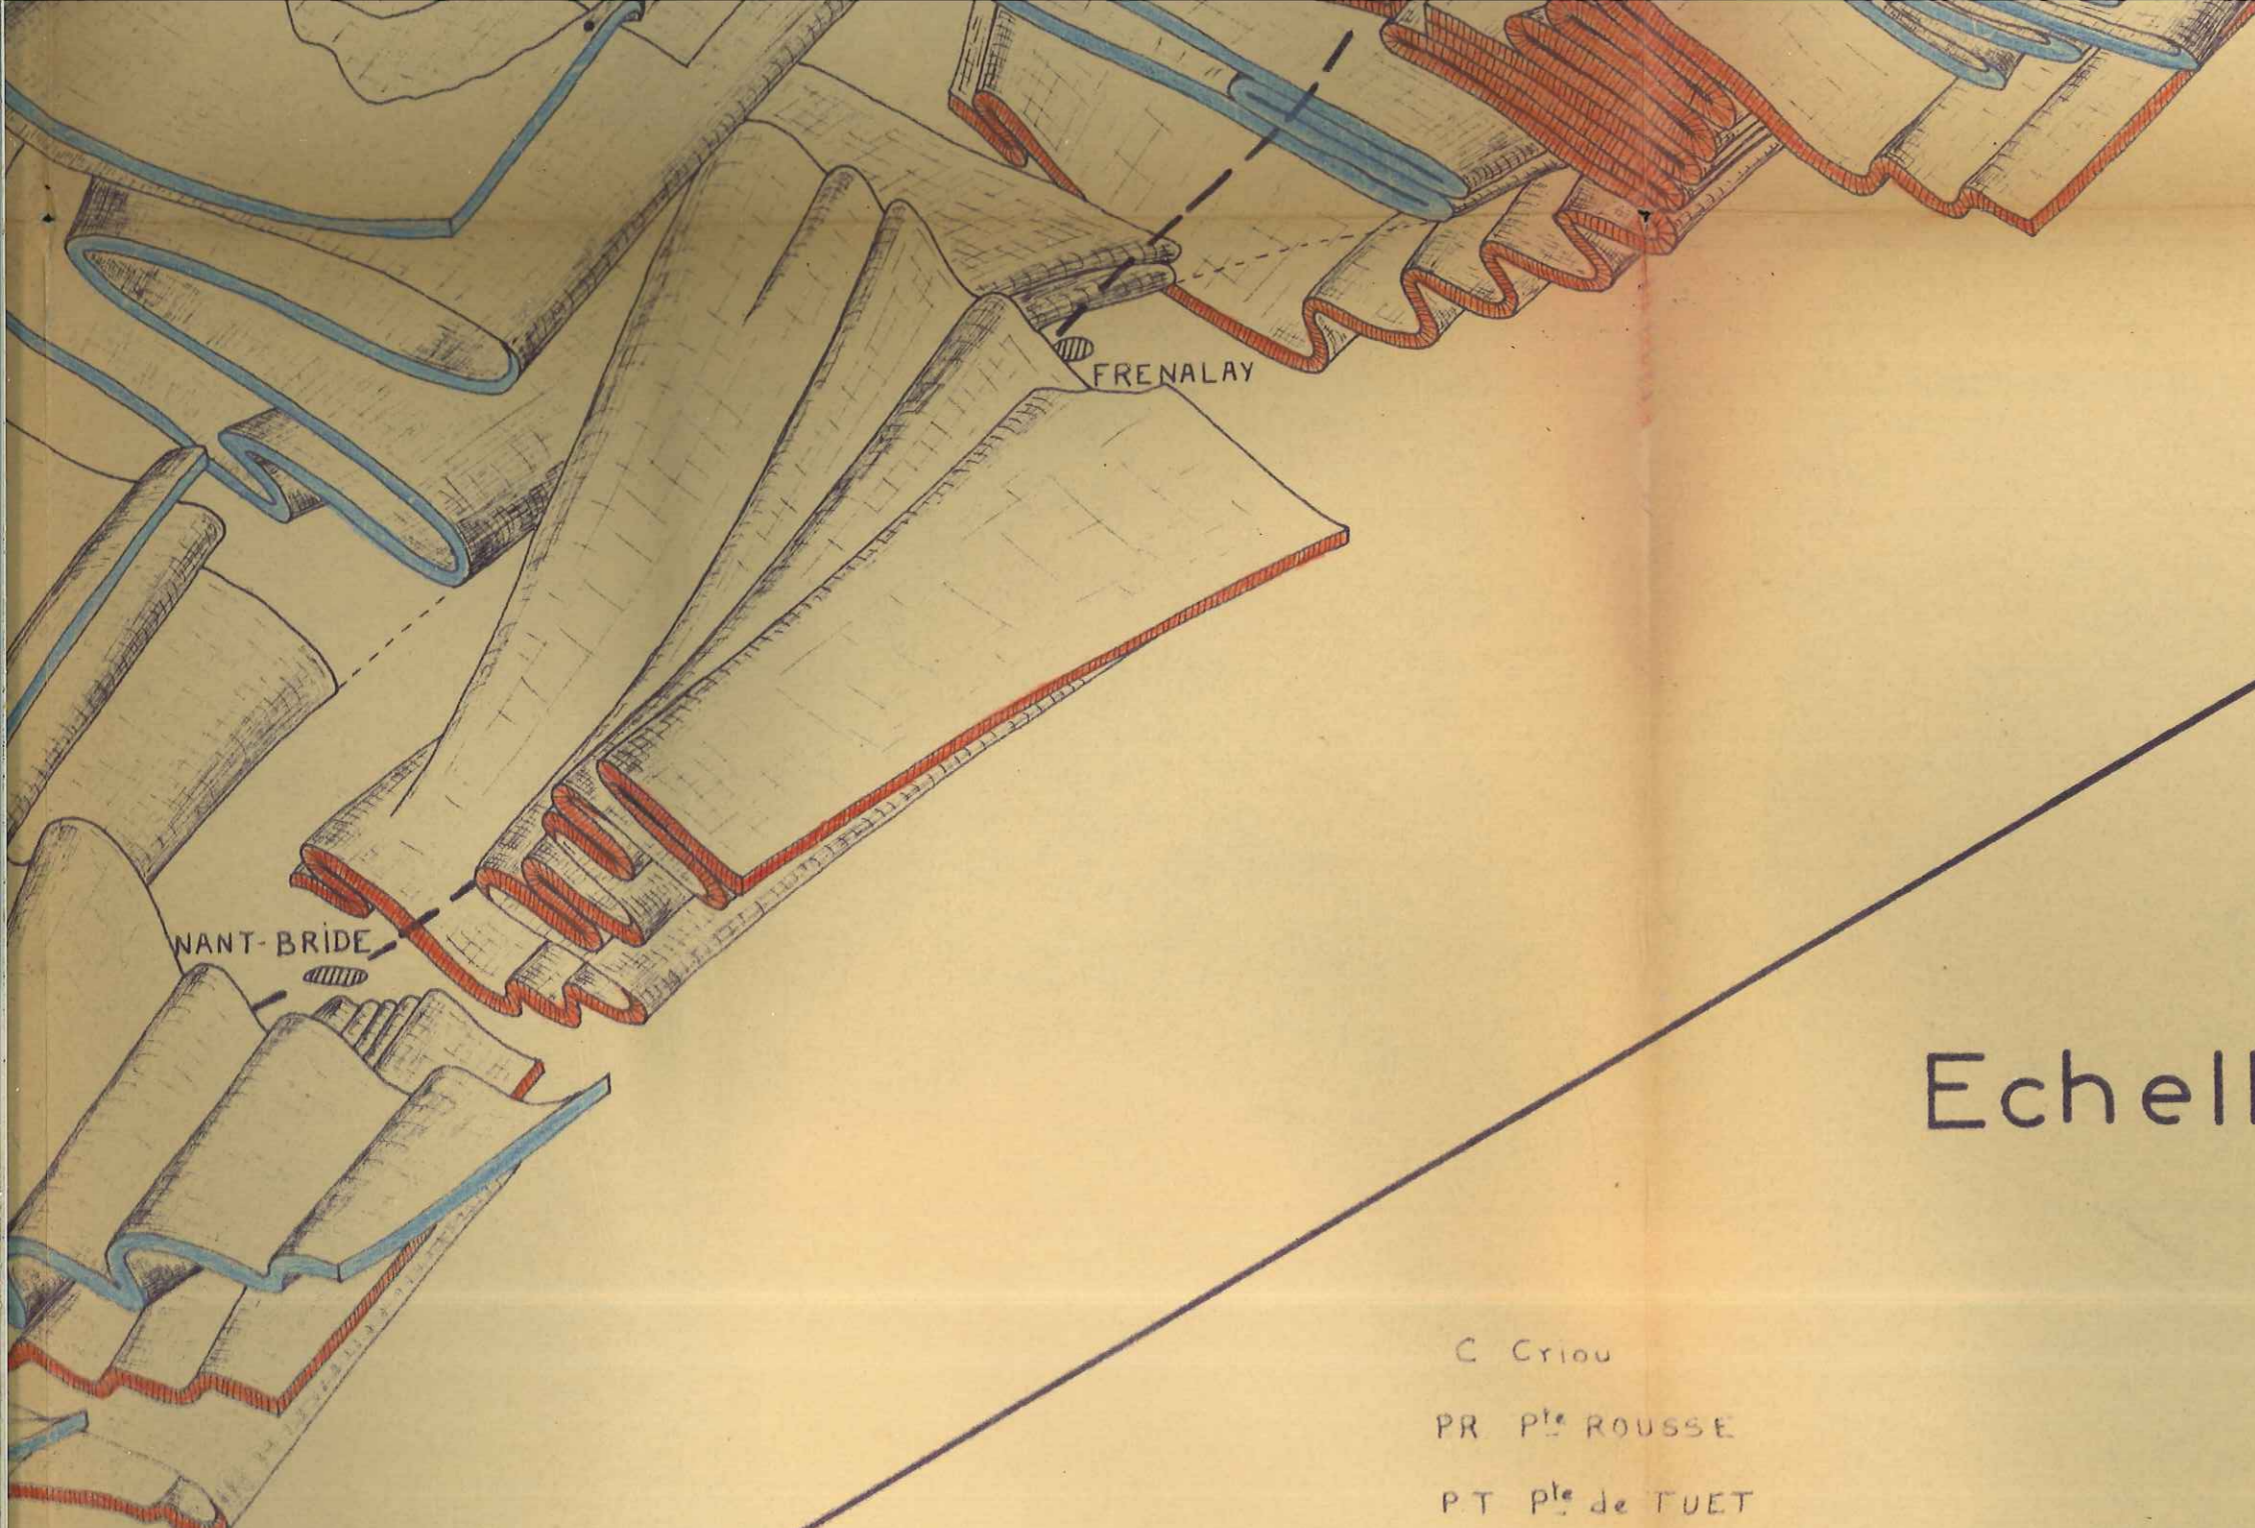 FRENALAY
NANT-BRIDE
Echell
C Criou
PR Pte ROUSSE
PT Pte de TUET